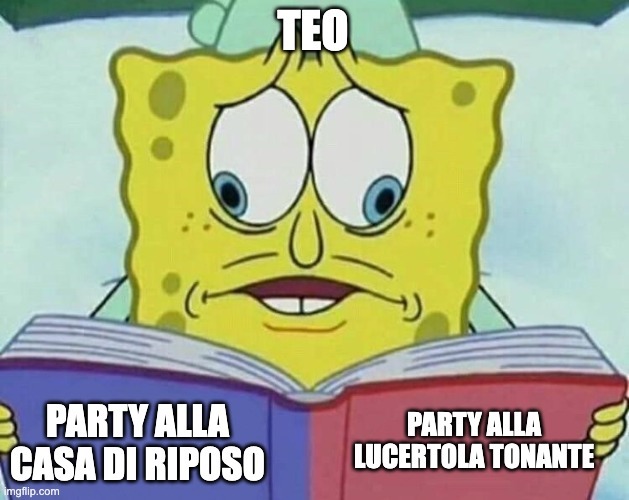 TEO
PARTY ALLA
CASA DI RIPOSO
PARTY ALLA
LUCERTOLA TONANTE
imgflip.com